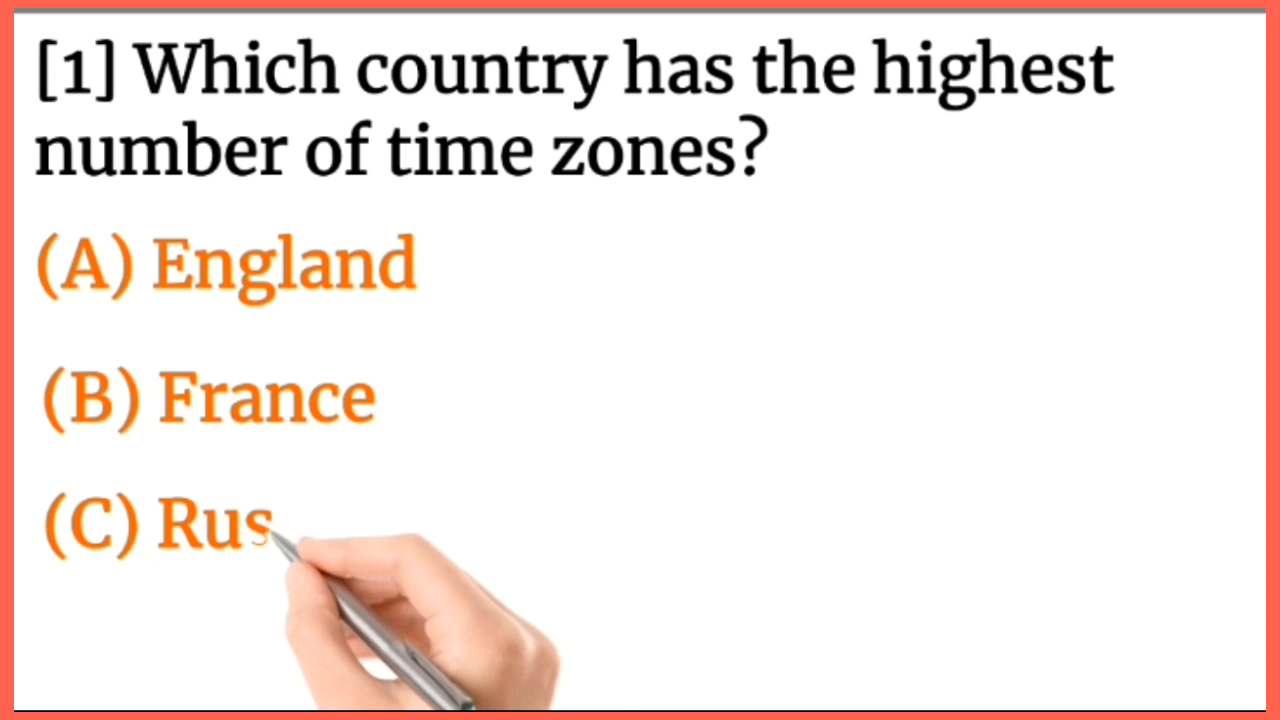 [1] Which country has the highest
number of time zones?
(A) England
(B) France
(C) Rus